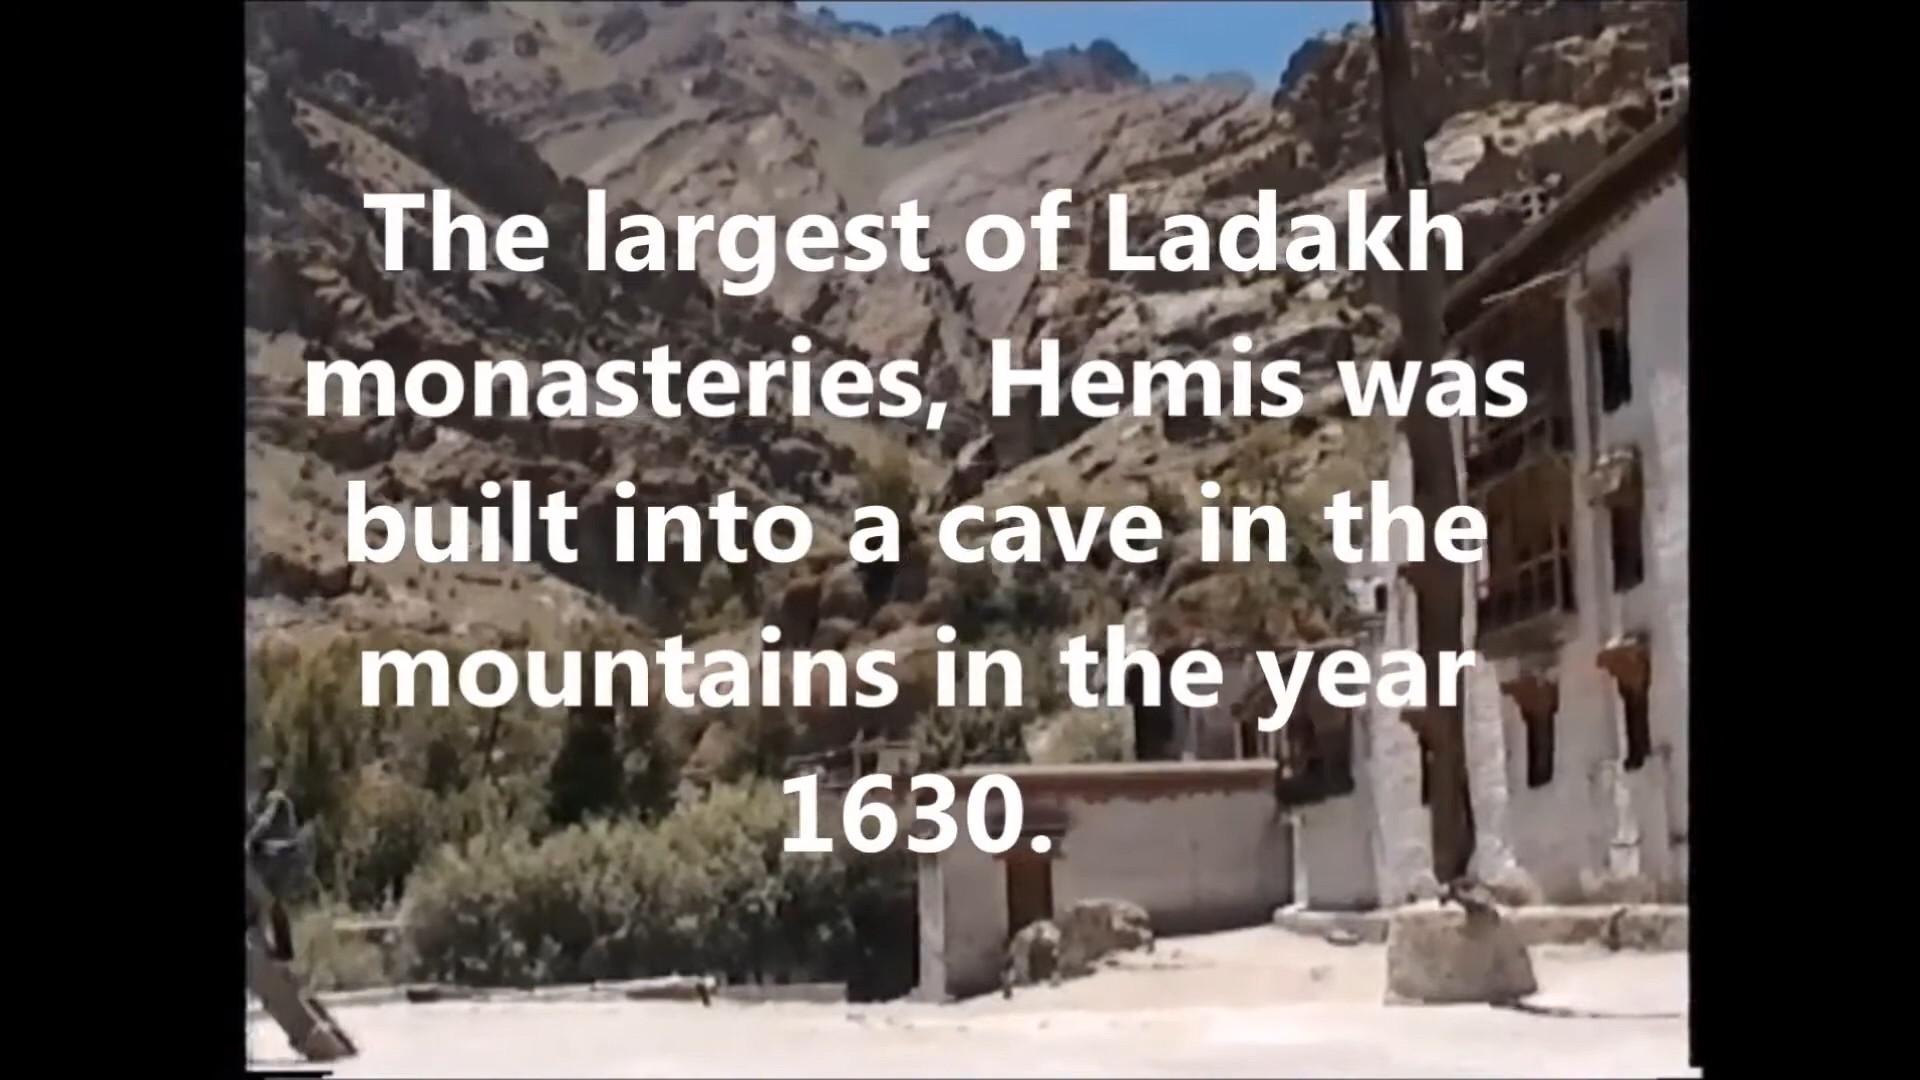 The largest of Ladakh
monasteries, Hemis was
built into a cave in the
mountains in the year
1630.